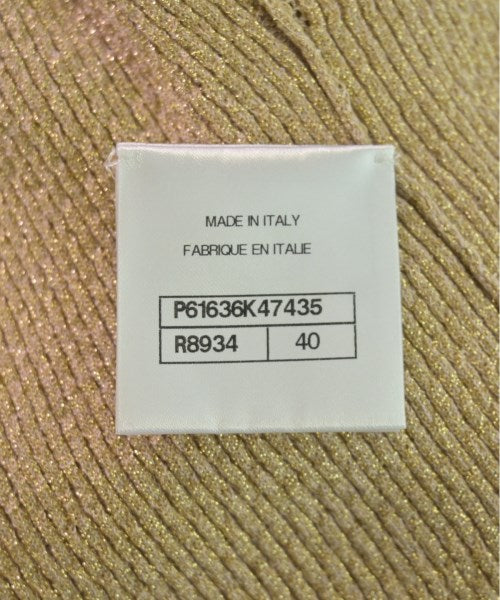 MADE IN ITALY
FABRIQUE EN ITALIE
P61636K47435
R8934 40